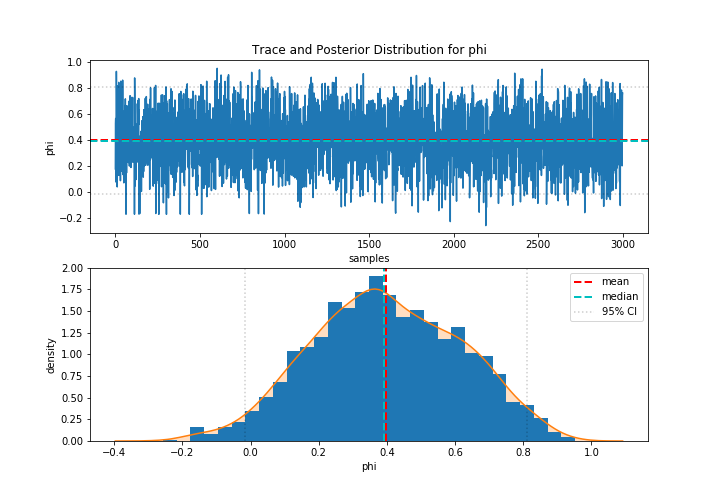 Trace and Posterior Distribution for phi
1.0
0.8
0.6
0.4
0.2
0.0
−0.2
phi
0 500 1000 1500 2000 2500 3000
samples
2.00
1.75
1.50
1.25
1.00
0.75
0.50
0.25
0.00
density
mean
median
95% CI
−0.4 −0.2 0.0 0.2 0.4 0.6 0.8 1.0
phi